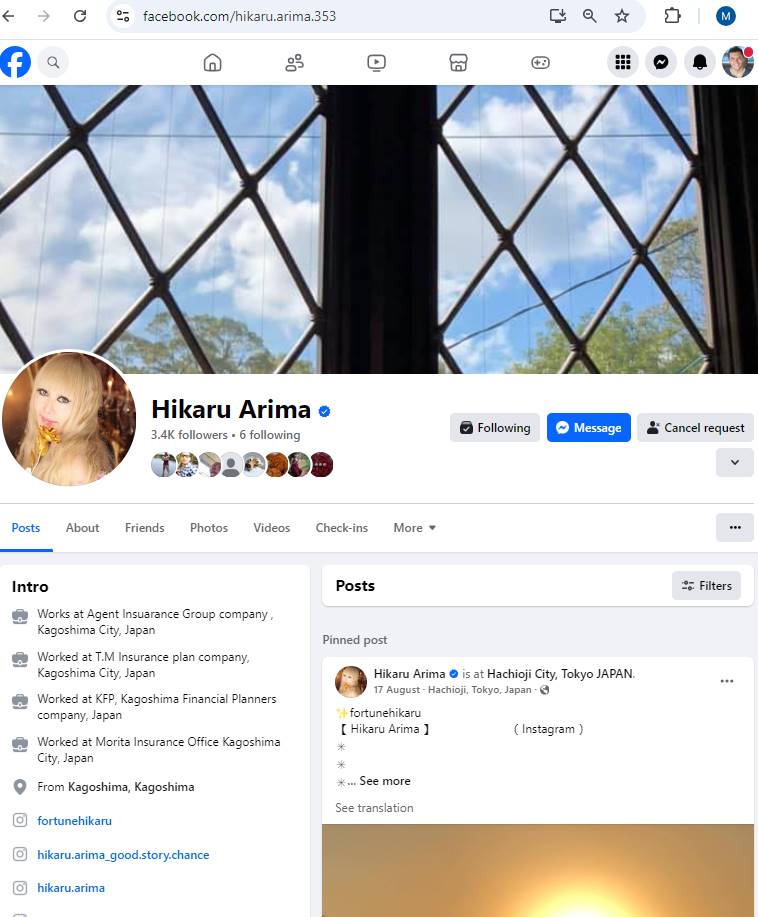 facebook.com/hikaru.arima.353
M
Hikaru Arima
3.4K followers • 6 following
Following
Message
Cancel request
Posts
About
Friends
Photos
Videos
Check-ins
More
Intro
Works at Agent Insuarance Group company ,
Kagoshima City, Japan
Worked at T.M Insurance plan company,
Kagoshima City, Japan
Worked at KFP, Kagoshima Financial Planners
company, Japan
Worked at Morita Insurance Office Kagoshima
City, Japan
From Kagoshima, Kagoshima
fortunehikaru
hikaru.arima_good.story.chance
hikaru.arima
Posts
Filters
Pinned post
Hikaru Arima is at Hachioji City, Tokyo JAPAN.
17 August · Hachioji, Tokyo, Japan ·
✨fortunehikaru
【 Hikaru Arima 】 ( Instagram )
✳
✳
✳... See more
See translation